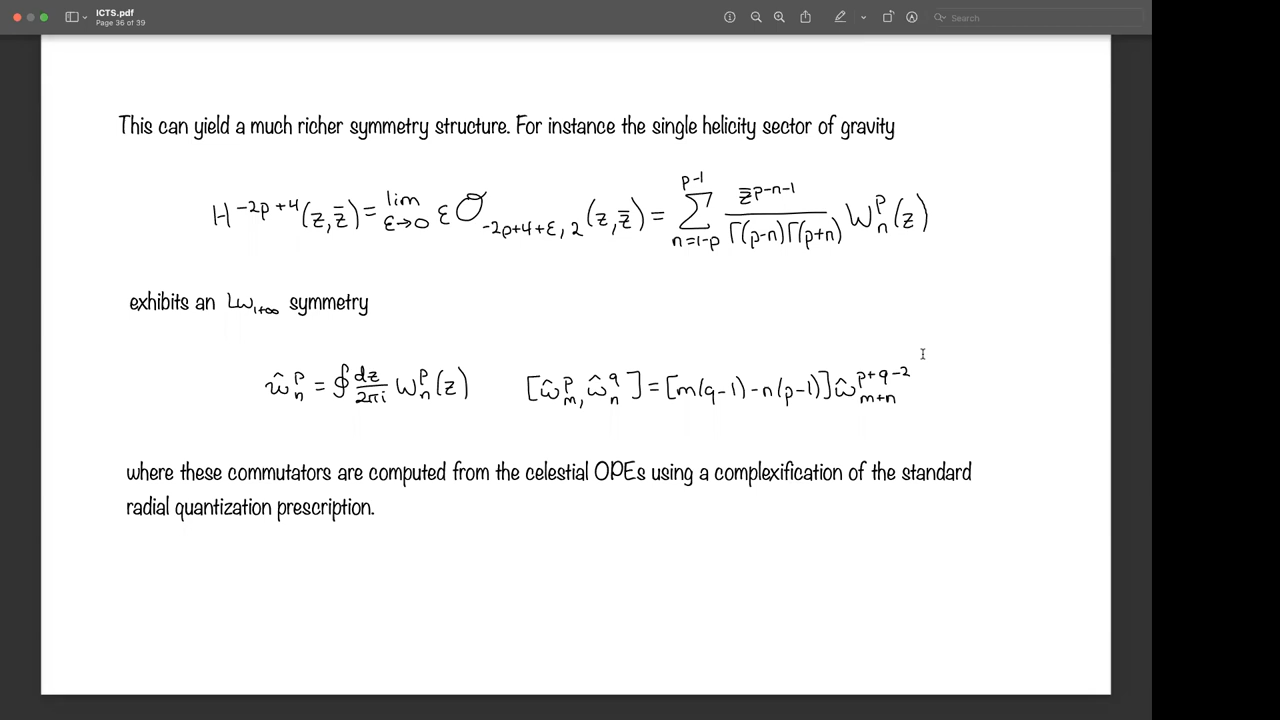 ICTS.pdf
Page 36 of 39
Search
This can yield a much richer symmetry structure. For instance the single helicity sector of gravity
H^{-2p+4}(z,z̄) = lim_{ε→0} ε O_{-2p+4+ε, 2}(z,z̄) = Σ_{n=1-p}^{p-1} z̄^{p-n-1} / Γ(p-n)Γ(p+n) W^p_n(z)
exhibits an Lw_{1+∞} symmetry
ŵ^p_n = ∮ dz/2πi W^p_n(z) [ŵ^p_m, ŵ^q_n] = [m(q-1)-n(p-1)] ŵ^{p+q-2}_{m+n}
where these commutators are computed from the celestial OPEs using a complexification of the standard
radial quantization prescription.